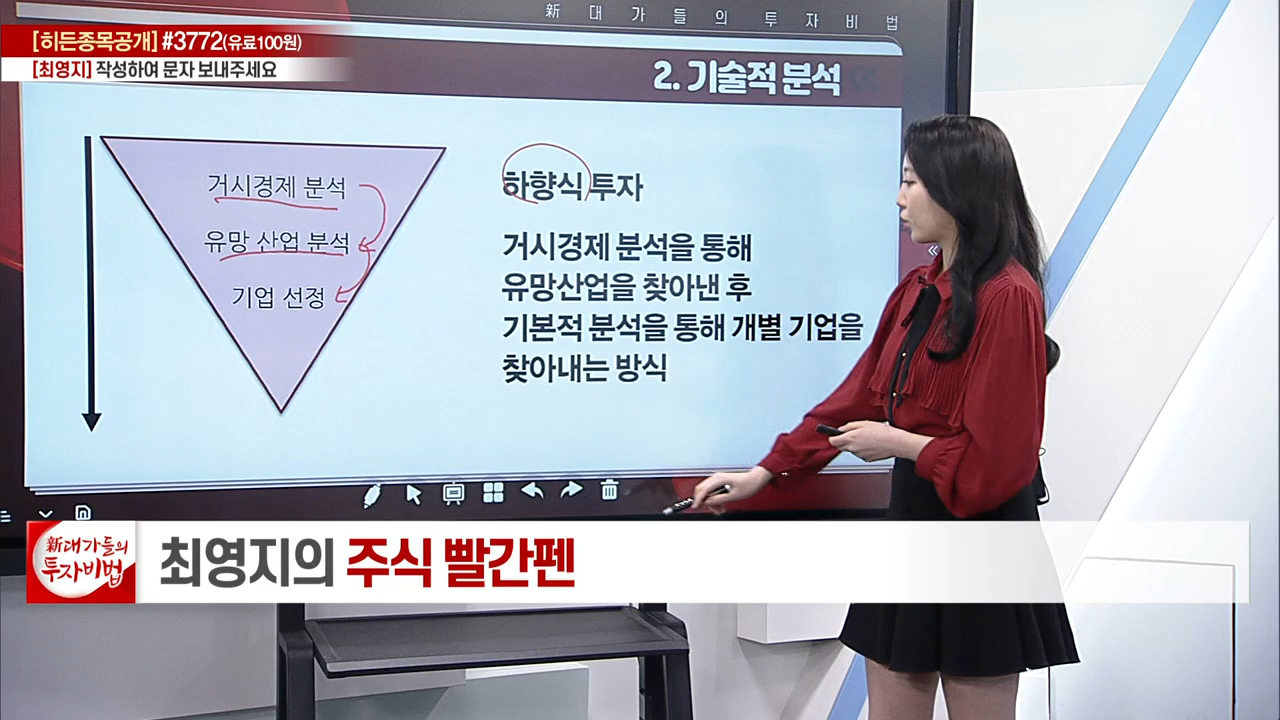 新 대 가 들 의 투 자 비 법
[히든종목공개] #3772(유료100원)
[최영지] 작성하여 문자 보내주세요
2. 기술적 분석
거시경제 분석
유망 산업 분석
기업 선정
하향식 투자
거시경제 분석을 통해
유망산업을 찾아낸 후
기본적 분석을 통해 개별 기업을
찾아내는 방식
新대가들의
투자비법
최영지의 주식 빨간펜